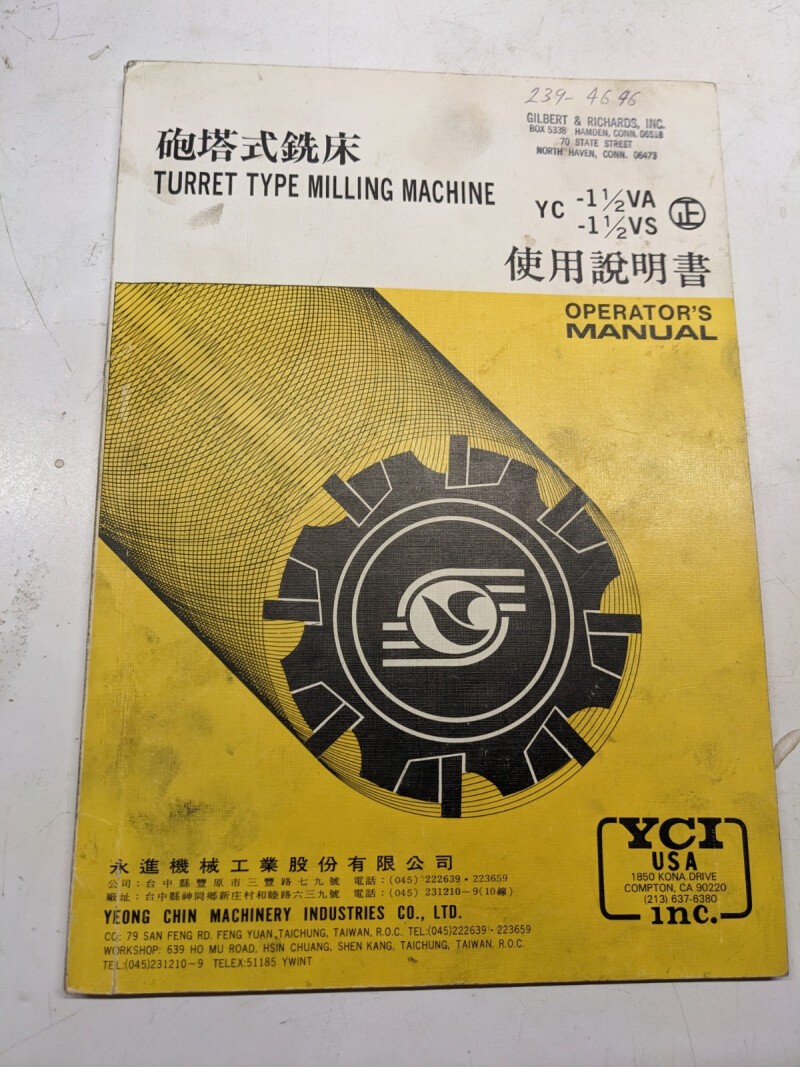 239-4646
GILBERT & RICHARDS, INC.
BOX 5338 HAMDEN, CONN. 06518
70 STATE STREET
NORTH HAVEN, CONN. 06473
砲塔式銑床
TURRET TYPE MILLING MACHINE
YC -1½VA
-1½VS
正
使用說明書
OPERATOR'S
MANUAL
永進機械工業股份有限公司
公司：台中縣豐原市三豐路七九號 電話：(045) 222639・223659
廠址：台中縣神岡鄉新庄村和睦路六三九號 電話：(045) 231210~9(10線)
YEONG CHIN MACHINERY INDUSTRIES CO., LTD.
CO: 79 SAN FENG RD. FENG YUAN,TAICHUNG, TAIWAN, R.O.C. TEL:(045)222639・223659
WORKSHOP: 639 HO MU ROAD, HSIN CHUANG, SHEN KANG, TAICHUNG, TAIWAN, R.O.C.
TEL:(045)231210~9 TELEX:51185 YWINT
YCI
USA
1850 KONA DRIVE
COMPTON, CA 90220
(213) 637-6380
inc.